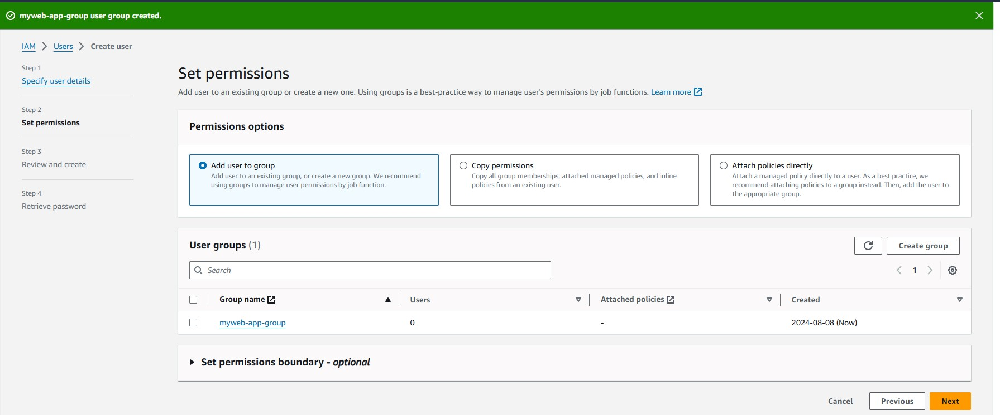 myweb-app-group user group created.
IAM > Users > Create user
Step 1
Specify user details
Step 2
Set permissions
Step 3
Review and create
Step 4
Retrieve password
Set permissions
Add user to an existing group or create a new one. Using groups is a best-practice way to manage user's permissions by job functions. Learn more
Permissions options
Add user to group
Add user to an existing group, or create a new group. We recommend
using groups to manage user permissions by job function.
Copy permissions
Copy all group memberships, attached managed policies, and inline
policies from an existing user.
Attach policies directly
Attach a managed policy directly to a user. As a best practice, we
recommend attaching policies to a group instead. Then, add the user to
the appropriate group.
User groups (1)
Create group
Search
1
Group name Users Attached policies Created
myweb-app-group 0 - 2024-08-08 (Now)
Set permissions boundary - optional
Cancel Previous Next